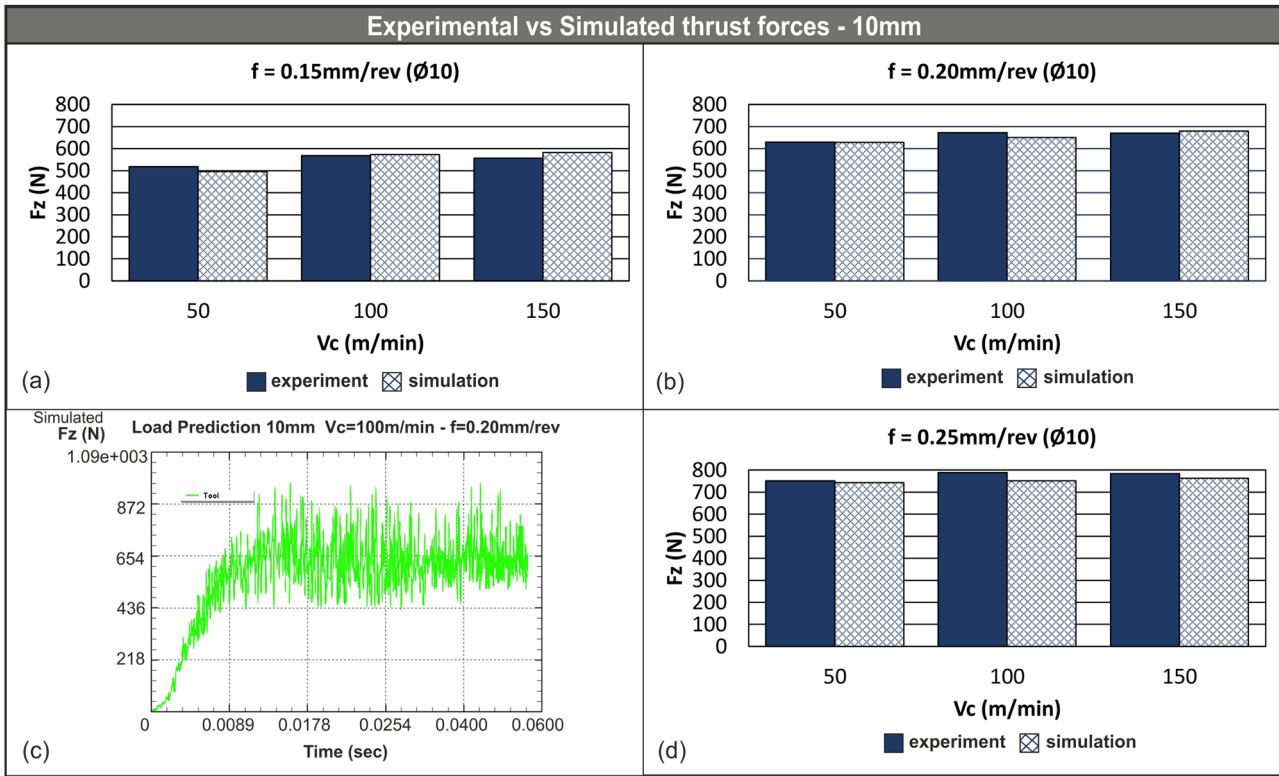 Experimental vs Simulated thrust forces - 10mm
f = 0.15mm/rev (Ø10)
Fz (N)
800
700
600
500
400
300
200
100
0
50 100 150
Vc (m/min)
(a)
experiment simulation
f = 0.20mm/rev (Ø10)
Fz (N)
800
700
600
500
400
300
200
100
0
50 100 150
Vc (m/min)
(b)
experiment simulation
Simulated
Fz (N)
Load Prediction 10mm Vc=100m/min - f=0.20mm/rev
1.09e+003
Tool
872
654
436
218
0 0.0089 0.0178 0.0254 0.0400 0.0600
Time (sec)
(c)
f = 0.25mm/rev (Ø10)
Fz (N)
800
700
600
500
400
300
200
100
0
50 100 150
Vc (m/min)
(d)
experiment simulation